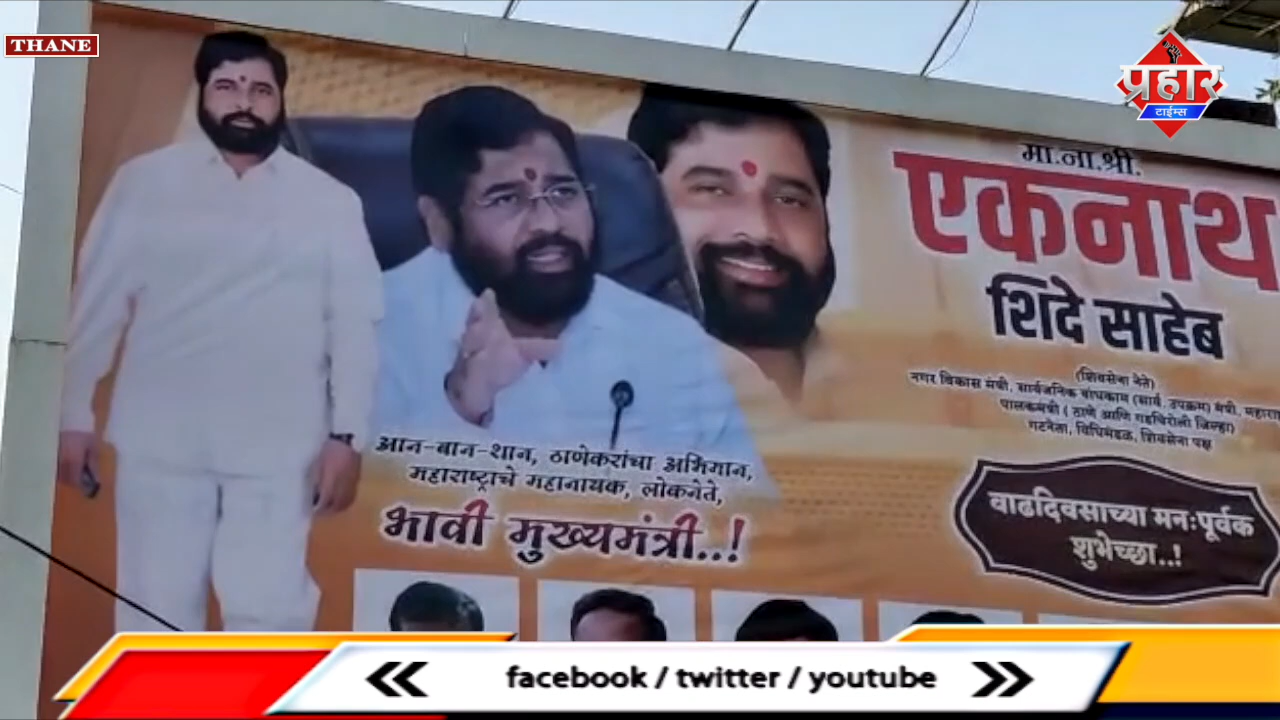 THANE
प्रहार
टाईम्स
मा.ना.श्री.
एकनाथ
शिंदे साहेब
(शिवसेना नेते)
नगर विकास मंत्री, सार्वजनिक बांधकाम (सार्व. उपक्रम) मंत्री, महारा
पालकमंत्री ( ठाणे आणि गडचिरोली जिल्हा)
गटनेता, विधिमंडळ, शिवसेना पक्ष
आन-बान-शान, ठाणेकरांचा अभिमान,
महाराष्ट्राचे महानायक, लोकनेते,
भावी मुख्यमंत्री..!
वाढदिवसाच्या मनःपूर्वक
शुभेच्छा..!
facebook / twitter / youtube